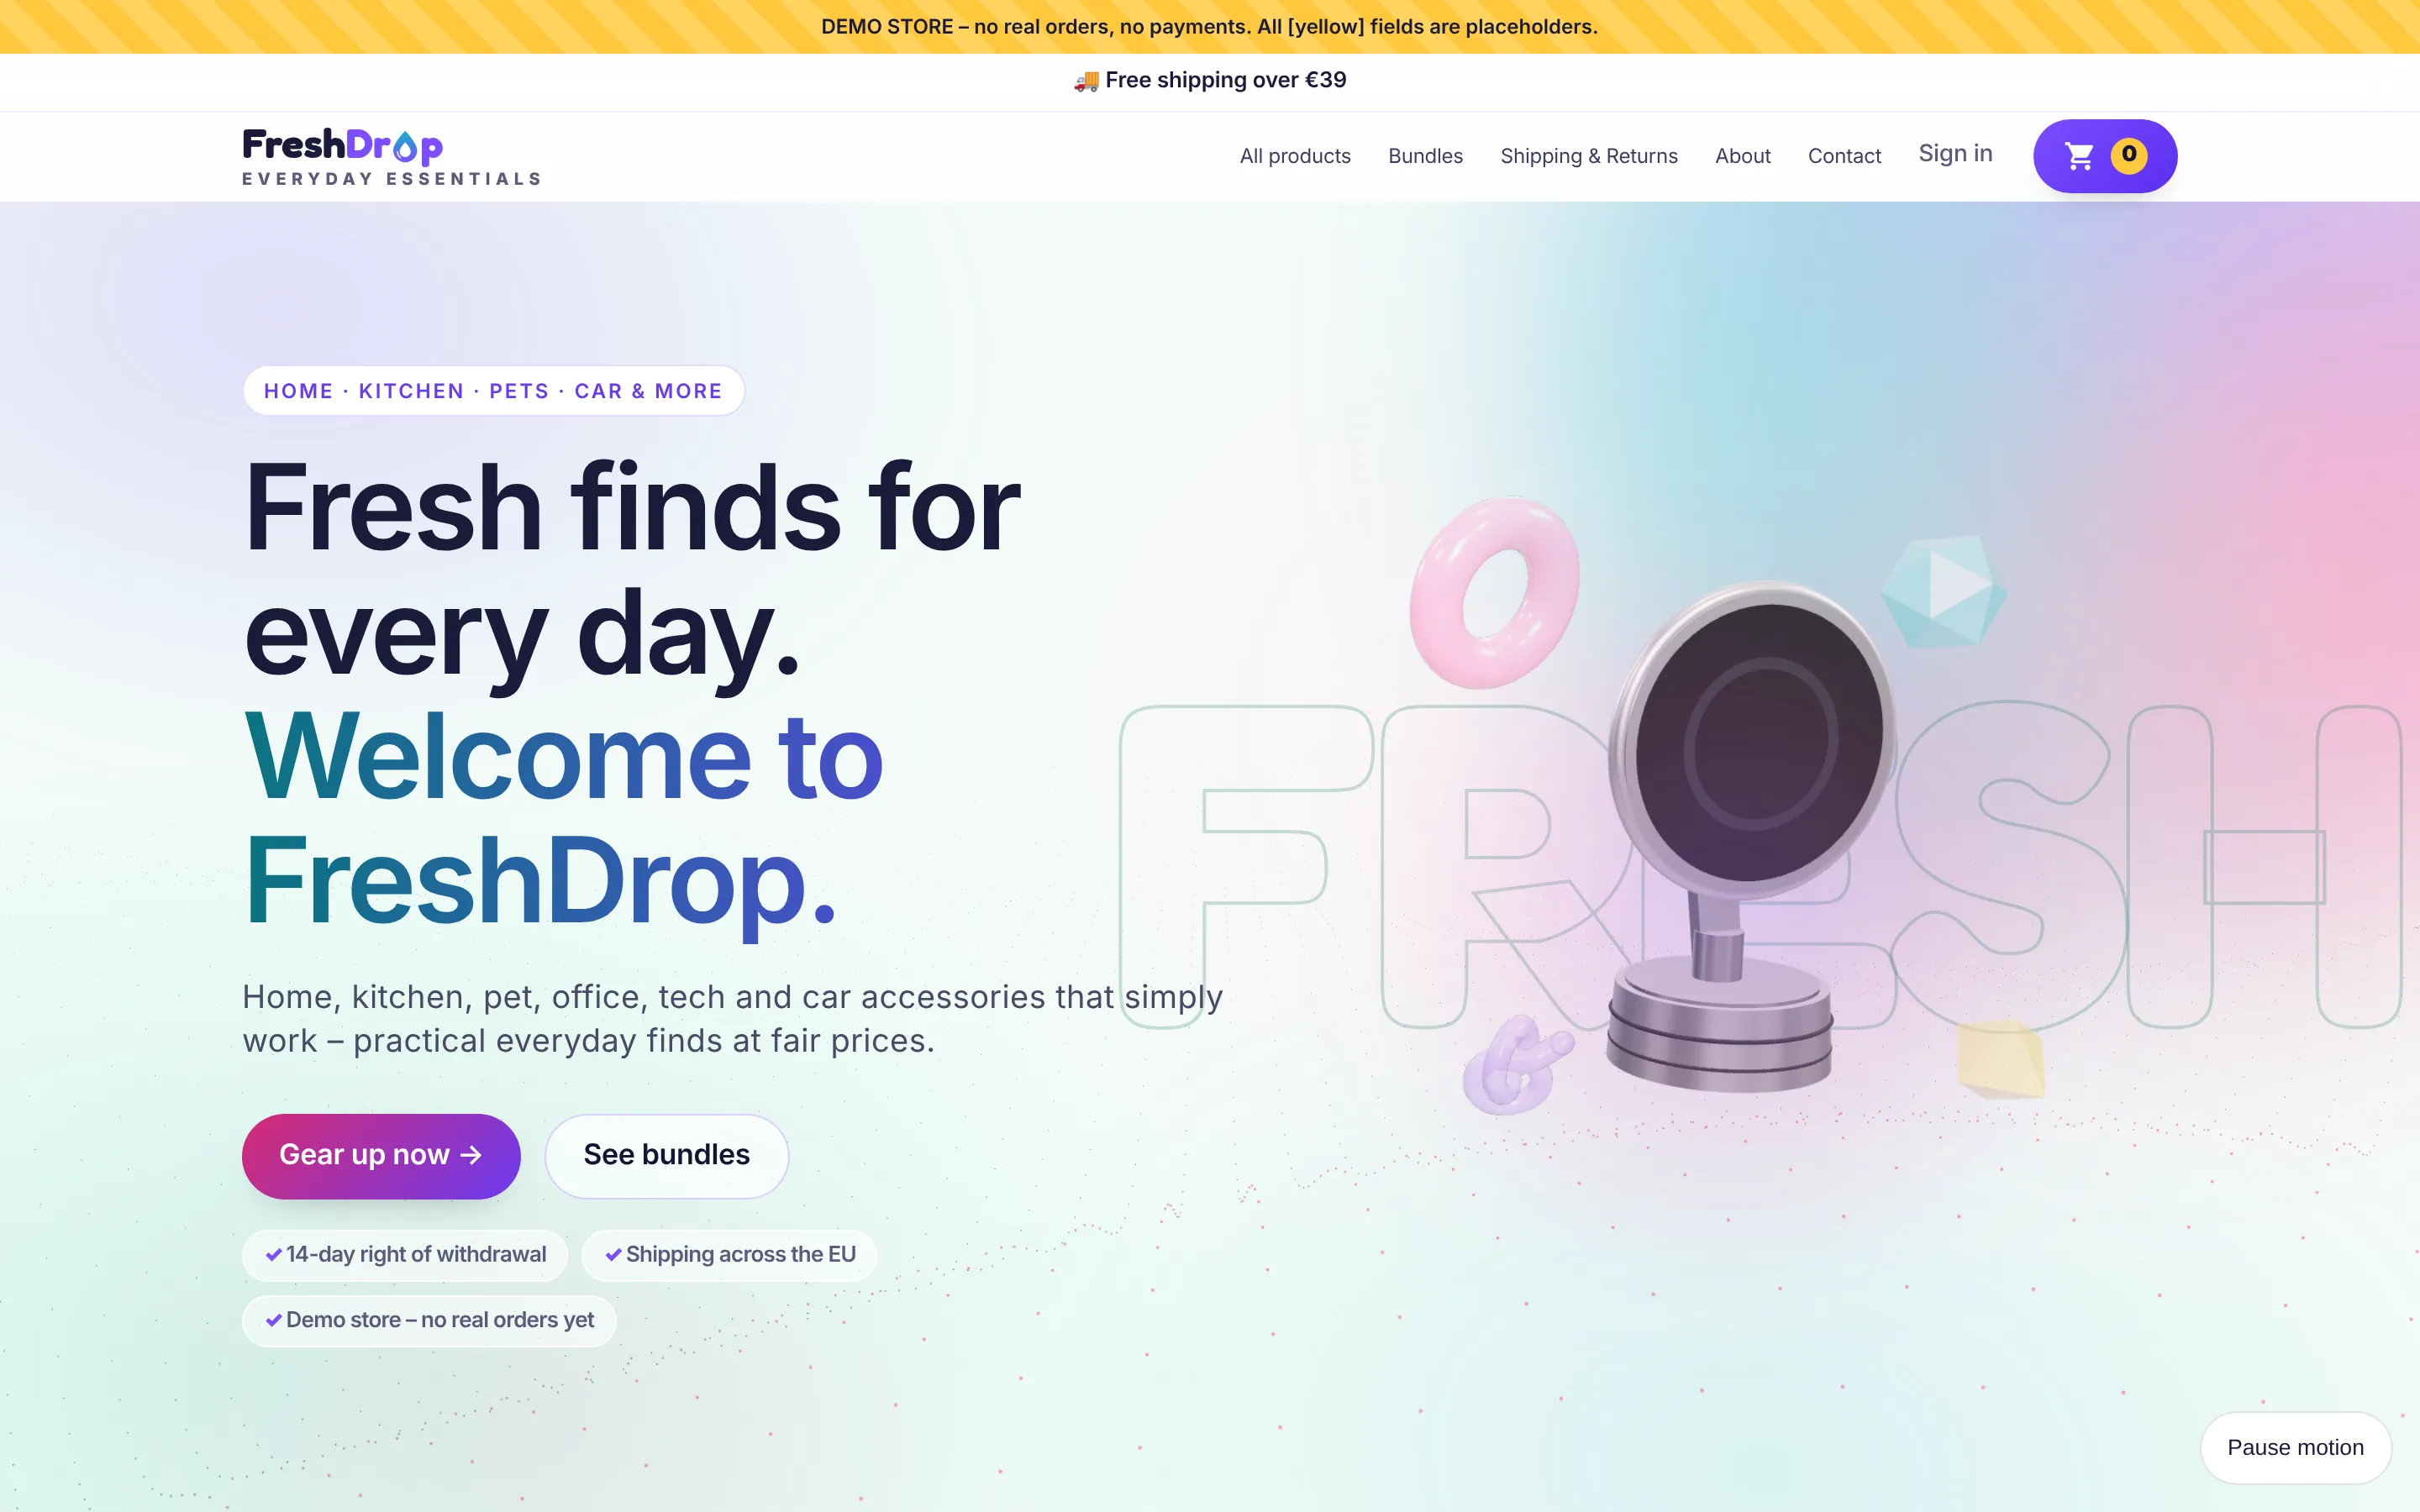 DEMO STORE – no real orders, no payments. All [yellow] fields are placeholders.
🚚 Free shipping over €39
FreshDrop
EVERYDAY ESSENTIALS
All products
Bundles
Shipping & Returns
About
Contact
Sign in
0
HOME · KITCHEN · PETS · CAR & MORE
Fresh finds for
every day.
Welcome to
FreshDrop.
FRESH
Home, kitchen, pet, office, tech and car accessories that simply
work – practical everyday finds at fair prices.
Gear up now →
See bundles
✓ 14-day right of withdrawal
✓ Shipping across the EU
✓ Demo store – no real orders yet
Pause motion